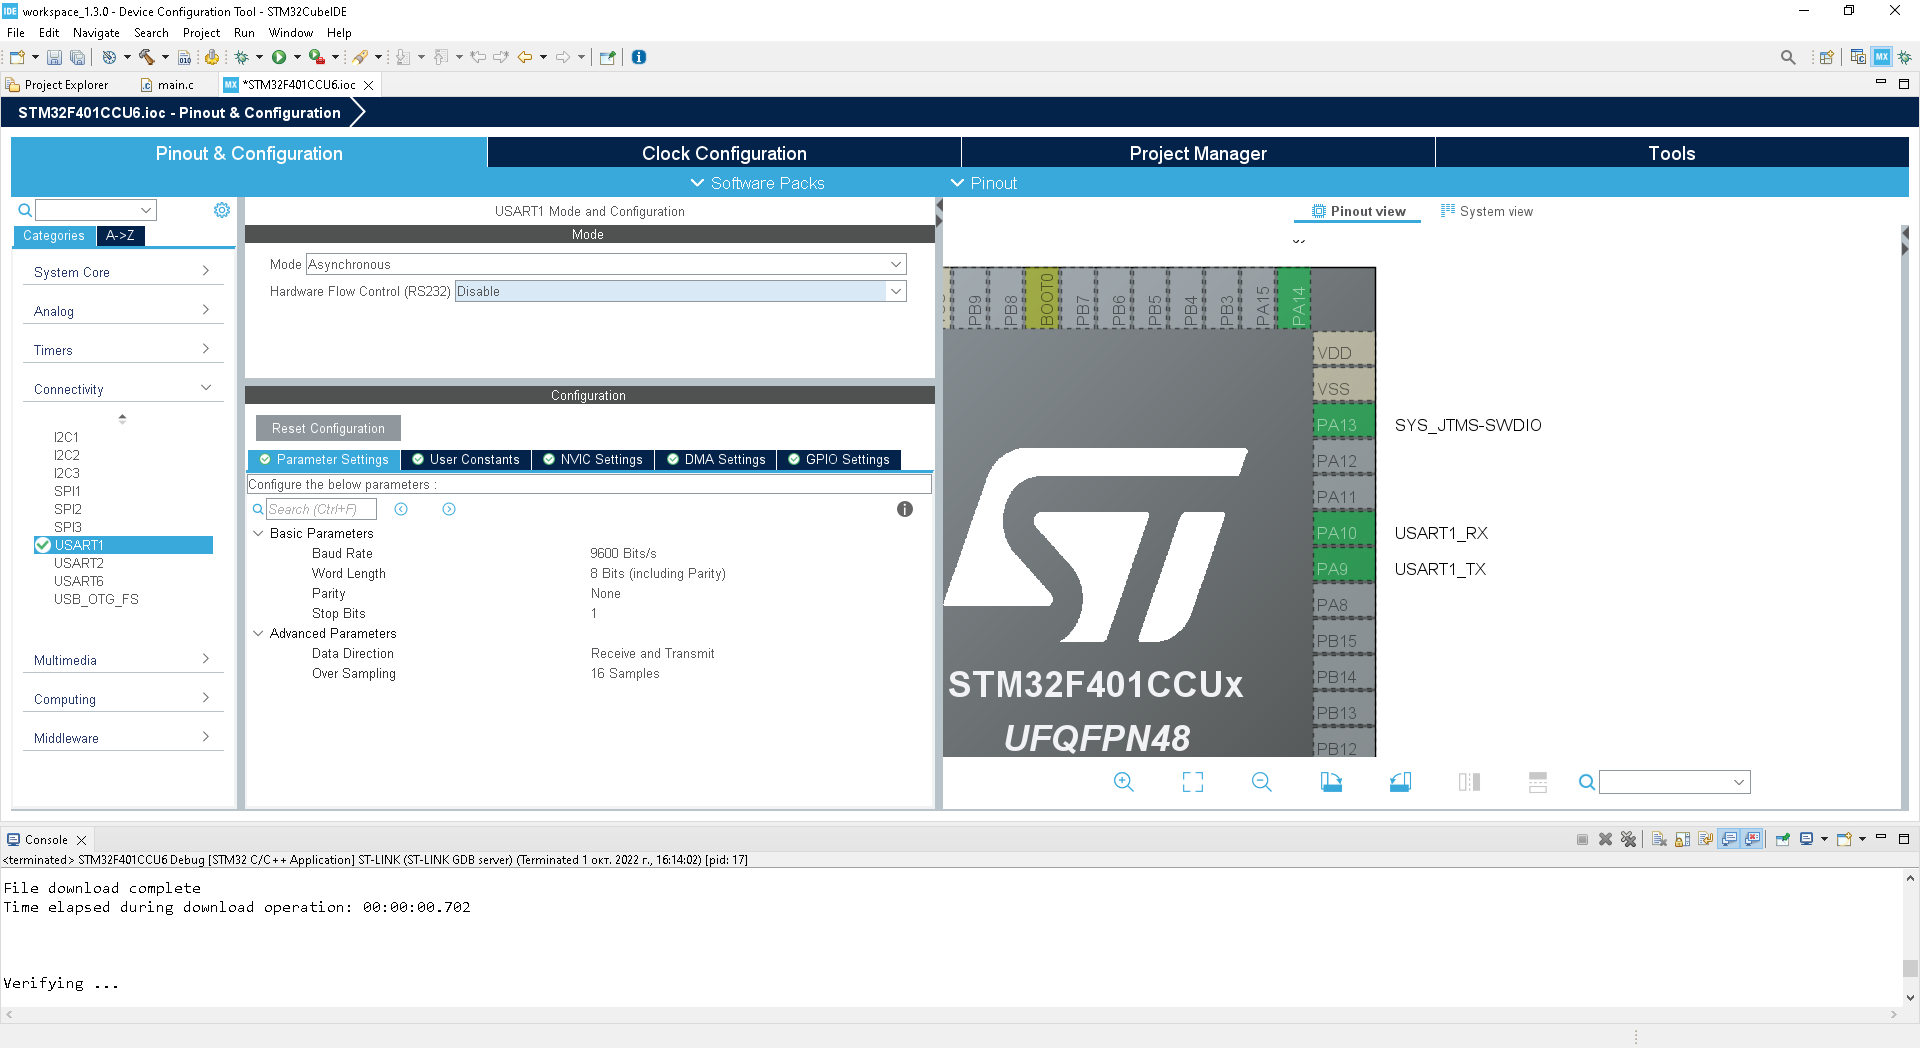 workspace_1.3.0 - Device Configuration Tool - STM32CubeIDE
File Edit Navigate Search Project Run Window Help
Project Explorer main.c *STM32F401CCU6.ioc
STM32F401CCU6.ioc - Pinout & Configuration
Pinout & Configuration Clock Configuration Project Manager Tools
Software Packs Pinout
USART1 Mode and Configuration
Pinout view System view
Categories A->Z
Mode
Mode Asynchronous
Hardware Flow Control (RS232) Disable
System Core
Analog
Timers
Connectivity
I2C1
I2C2
I2C3
SPI1
SPI2
SPI3
USART1
USART2
USART6
USB_OTG_FS
Multimedia
Computing
Middleware
Configuration
Reset Configuration
Parameter Settings User Constants NVIC Settings DMA Settings GPIO Settings
Configure the below parameters :
Search (Ctrl+F)
Basic Parameters
Baud Rate 9600 Bits/s
Word Length 8 Bits (including Parity)
Parity None
Stop Bits 1
Advanced Parameters
Data Direction Receive and Transmit
Over Sampling 16 Samples
PB9 PB8 BOOT0 PB7 PB6 PB5 PB4 PB3 PA15 PA14
VDD
VSS
PA13 SYS_JTMS-SWDIO
PA12
PA11
PA10 USART1_RX
PA9 USART1_TX
PA8
PB15
PB14
PB13
PB12
STM32F401CCUx
UFQFPN48
Console
<terminated> STM32F401CCU6 Debug [STM32 C/C++ Application] ST-LINK (ST-LINK GDB server) (Terminated 1 окт. 2022 г., 16:14:02) [pid: 17]
File download complete
Time elapsed during download operation: 00:00:00.702
Verifying ...